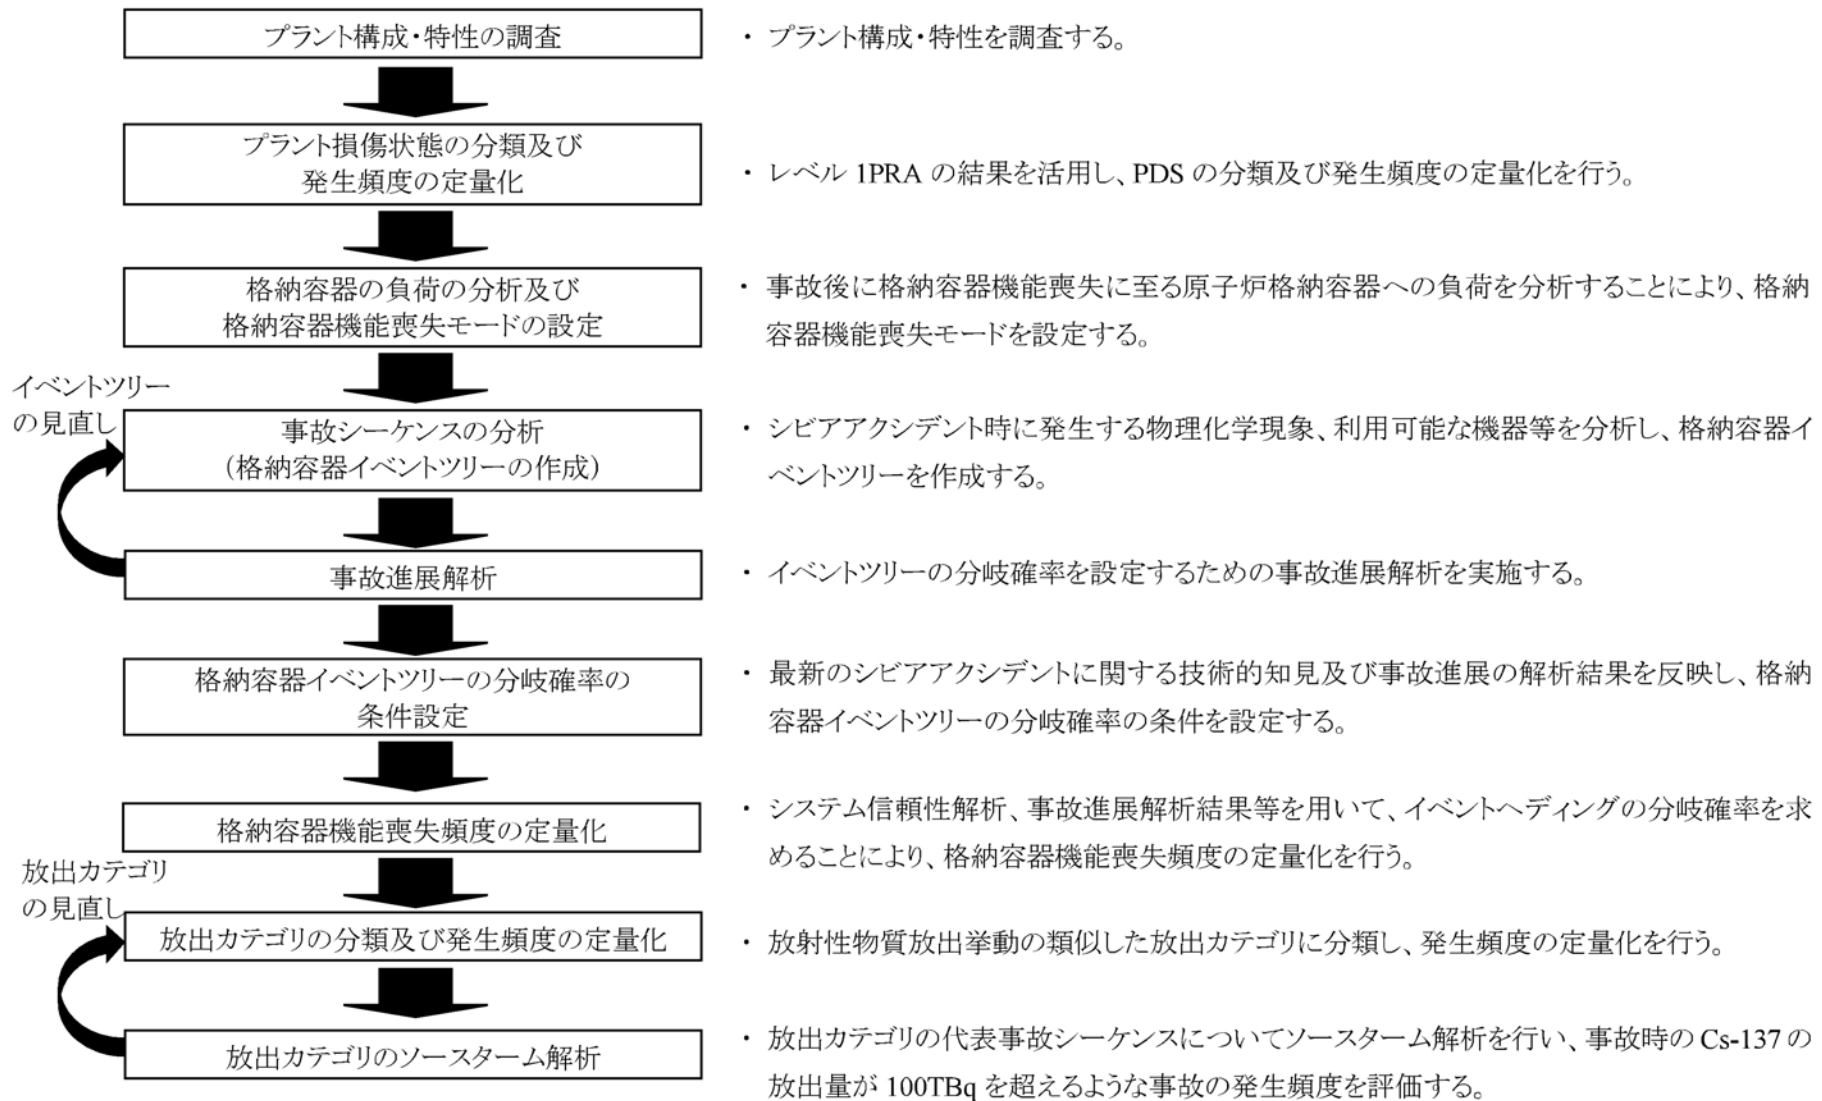 プラント構成・特性の調査
・ プラント構成・特性を調査する。
プラント損傷状態の分類及び
発生頻度の定量化
・ レベル 1PRA の結果を活用し、PDS の分類及び発生頻度の定量化を行う。
格納容器の負荷の分析及び
格納容器機能喪失モードの設定
・ 事故後に格納容器機能喪失に至る原子炉格納容器への負荷を分析することにより、格納
容器機能喪失モードを設定する。
イベントツリー
の見直し
事故シーケンスの分析
(格納容器イベントツリーの作成)
・ シビアアクシデント時に発生する物理化学現象、利用可能な機器等を分析し、格納容器イ
ベントツリーを作成する。
事故進展解析
・ イベントツリーの分岐確率を設定するための事故進展解析を実施する。
格納容器イベントツリーの分岐確率の
条件設定
・ 最新のシビアアクシデントに関する技術的知見及び事故進展の解析結果を反映し、格納
容器イベントツリーの分岐確率の条件を設定する。
格納容器機能喪失頻度の定量化
・ システム信頼性解析、事故進展解析結果等を用いて、イベントヘディングの分岐確率を求
めることにより、格納容器機能喪失頻度の定量化を行う。
放出カテゴリ
の見直し
放出カテゴリの分類及び発生頻度の定量化
・ 放射性物質放出挙動の類似した放出カテゴリに分類し、発生頻度の定量化を行う。
放出カテゴリのソースターム解析
・ 放出カテゴリの代表事故シーケンスについてソースターム解析を行い、事故時の Cs-137 の
放出量が 100TBq を超えるような事故の発生頻度を評価する。